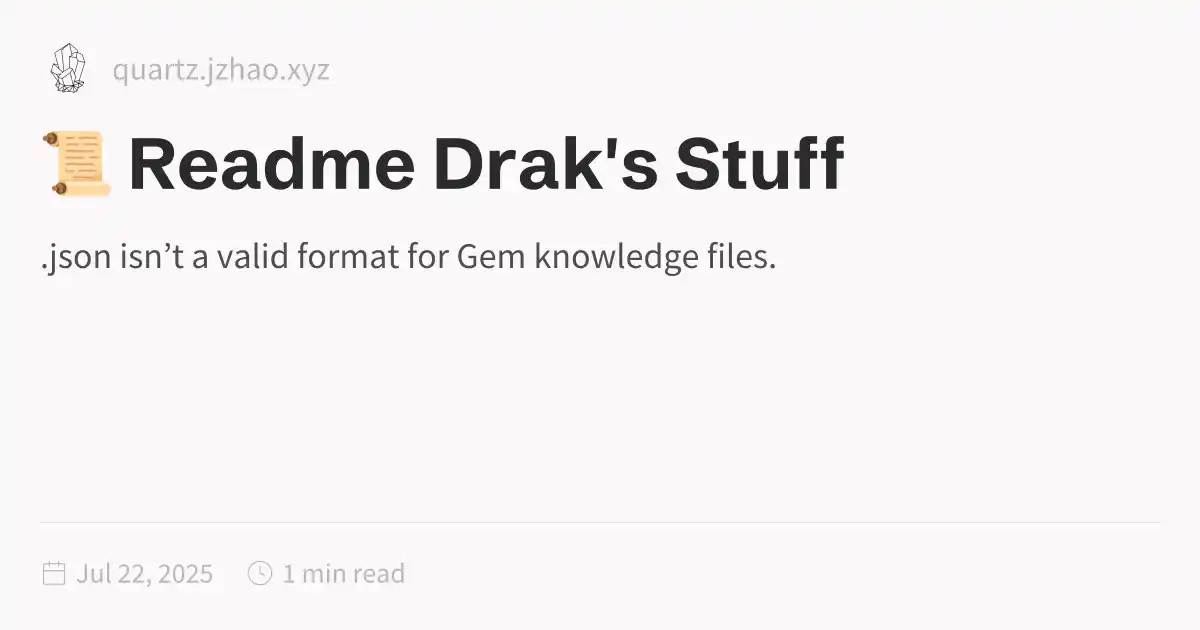 quartz.jzhao.xyz
📜 Readme Drak's Stuff
.json isn’t a valid format for Gem knowledge files.
Jul 22, 2025 1 min read